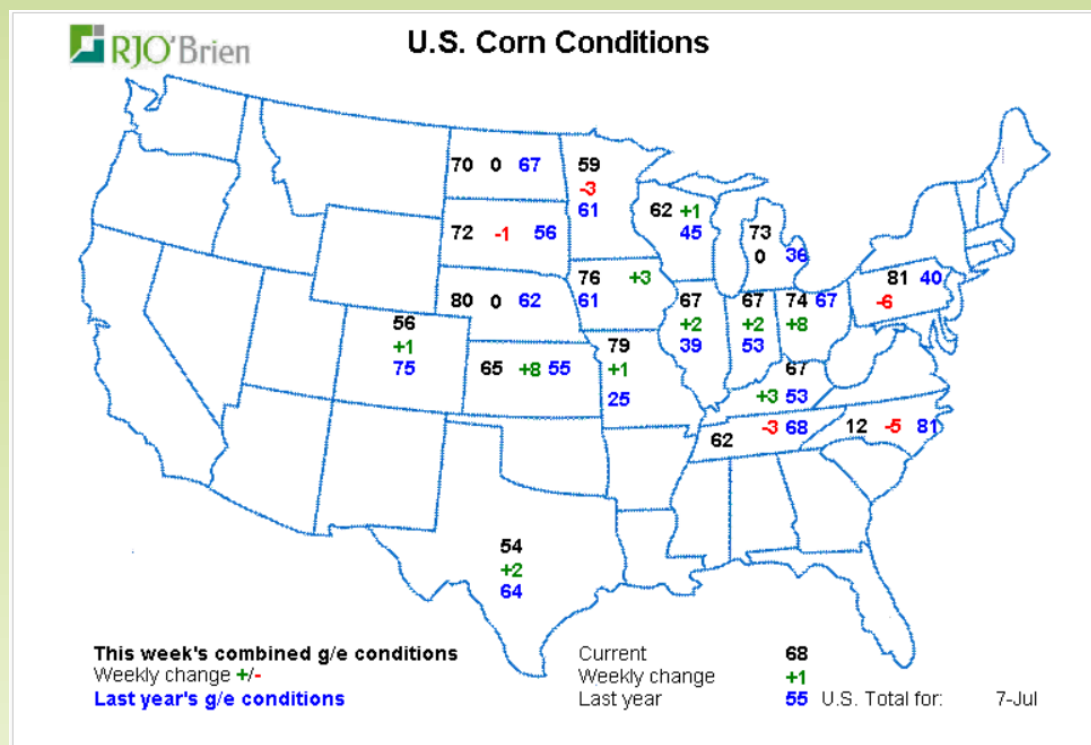 RJO'Brien
U.S. Corn Conditions
70 0 67
59
-3
61
62 +1
45
73
0 36
72 -1 56
76 +3
61
81 40
-6
80 0 62
67
+2
39
67
+2
53
74 67
+8
56
+1
75
65 +8 55
79
+1
25
67
+3 53
62 -3 68
12 -5 81
54
+2
64
This week's combined g/e conditions
Weekly change +/-
Last year's g/e conditions
Current 68
Weekly change +1
Last year 55 U.S. Total for: 7-Jul